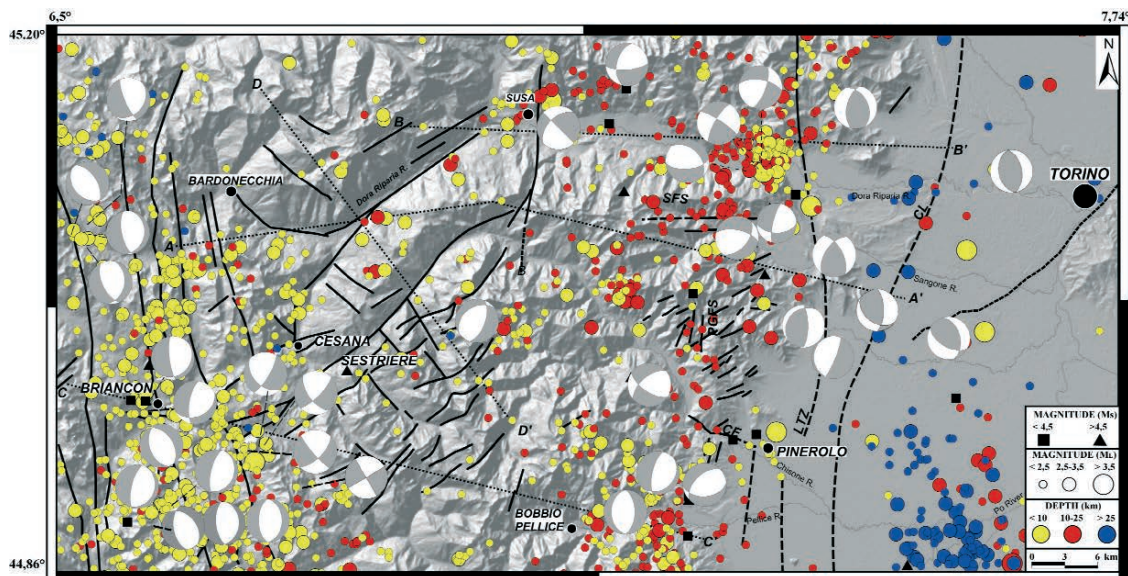 6,5° 7,74°
45,20°
N
D
SUSA
B
B'
TORINO
BARDONECCHIA
Dora Riparia R.
Dora Riparia R.
SFS
CL
A
B
Sangone R.
A'
PGFS
CESANA
SESTRIERE
BRIANCON
C
LTZ
D'
CF
PINEROLO
Chisone R.
MAGNITUDE (Ms)
< 4,5 >4,5
MAGNITUDE (ML)
< 2,5 2,5-3,5 > 3,5
Po River
BOBBIO
PELLICE
Pellice R.
C'
DEPTH (km)
< 10 10-25 > 25
0 3 6 km
44,86°